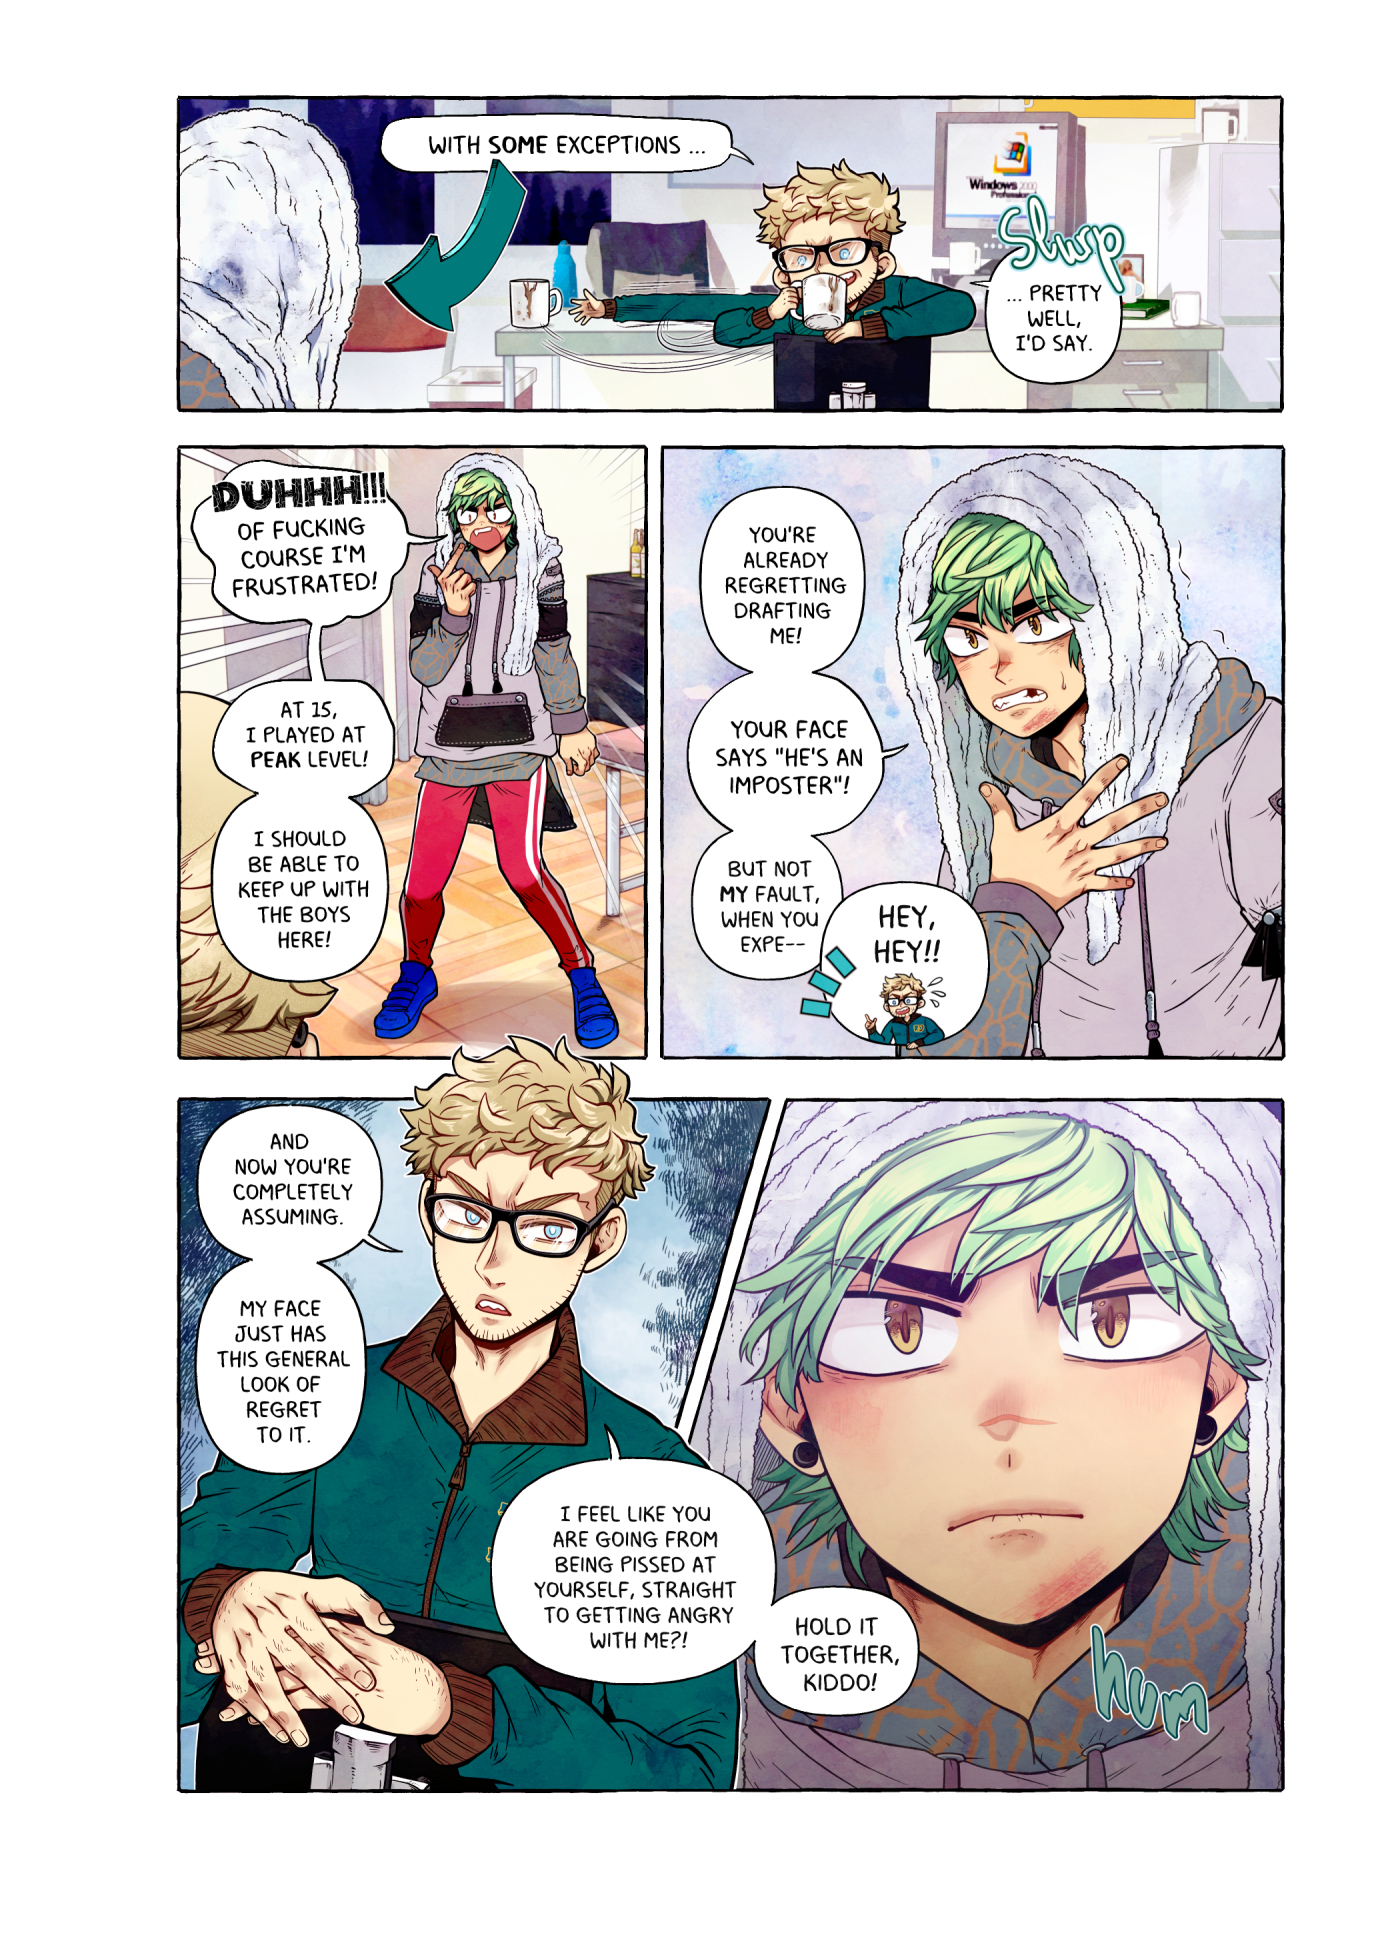 WITH SOME EXCEPTIONS ...
Windows 2000
Professional
Slurp
... PRETTY
WELL,
I'D SAY.
DUHHH!!!
OF FUCKING
COURSE I'M
FRUSTRATED!
AT 15,
I PLAYED AT
PEAK LEVEL!
I SHOULD
BE ABLE TO
KEEP UP WITH
THE BOYS
HERE!
YOU'RE
ALREADY
REGRETTING
DRAFTING
ME!
YOUR FACE
SAYS "HE'S AN
IMPOSTER"!
BUT NOT
MY FAULT,
WHEN YOU
EXPE--
HEY,
HEY!!
AND
NOW YOU'RE
COMPLETELY
ASSUMING.
MY FACE
JUST HAS
THIS GENERAL
LOOK OF
REGRET
TO IT.
I FEEL LIKE YOU
ARE GOING FROM
BEING PISSED AT
YOURSELF, STRAIGHT
TO GETTING ANGRY
WITH ME?!
HOLD IT
TOGETHER,
KIDDO!
hum